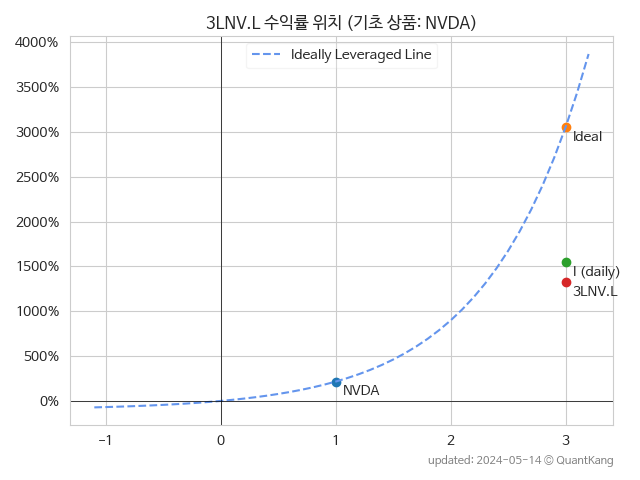 3LNV.L 수익률 위치 (기초 상품: NVDA)
Ideally Leveraged Line
4000%
3500%
3000%
2500%
2000%
1500%
1000%
500%
0%
Ideal
I (daily)
3LNV.L
NVDA
−1
0
1
2
3
updated: 2024-05-14 © QuantKang